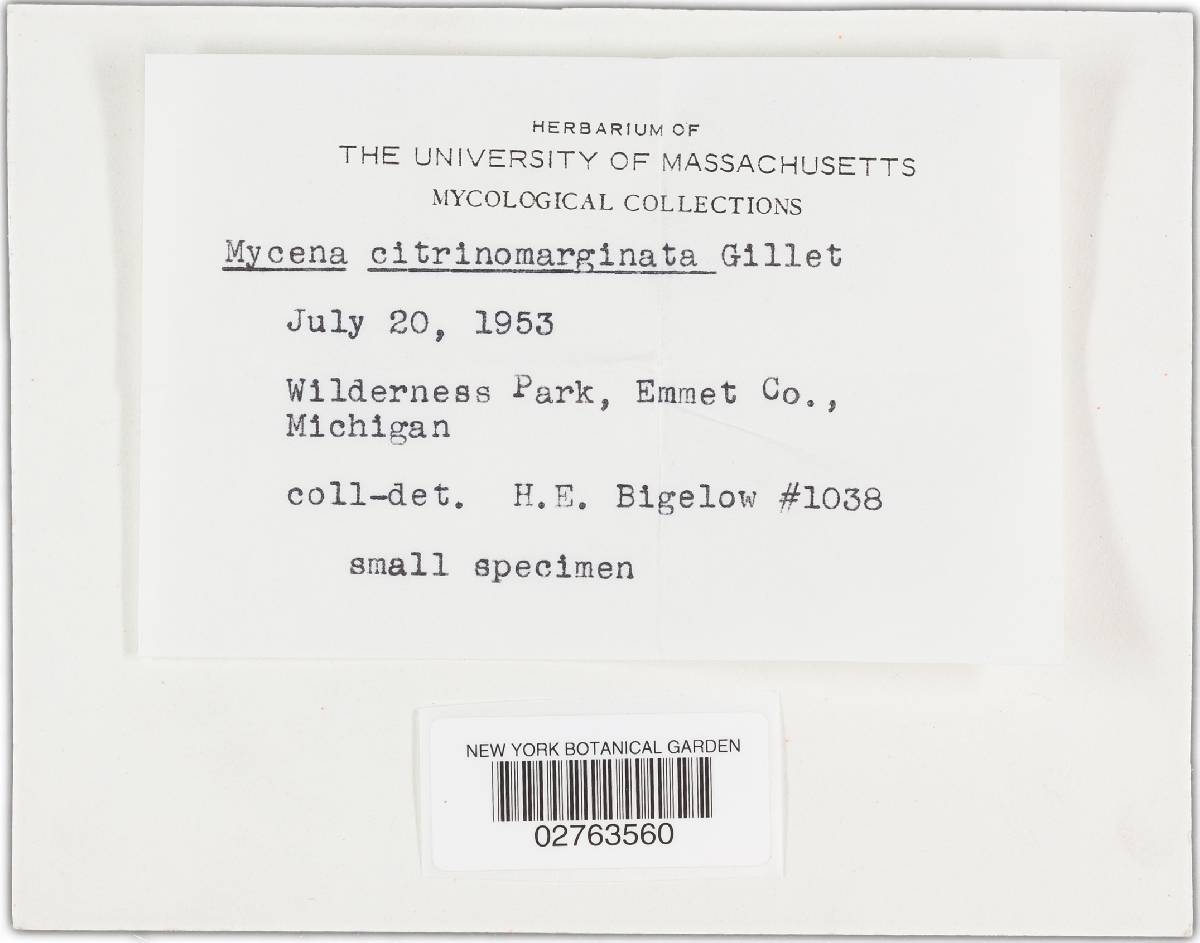 HERBARIUM OF
THE UNIVERSITY OF MASSACHUSETTS
MYCOLOGICAL COLLECTIONS
Mycena citrinomarginata Gillet
July 20, 1953
Wilderness Park, Emmet Co.,
Michigan
coll-det. H.E. Bigelow #1038
small specimen
NEW YORK BOTANICAL GARDEN
02763560